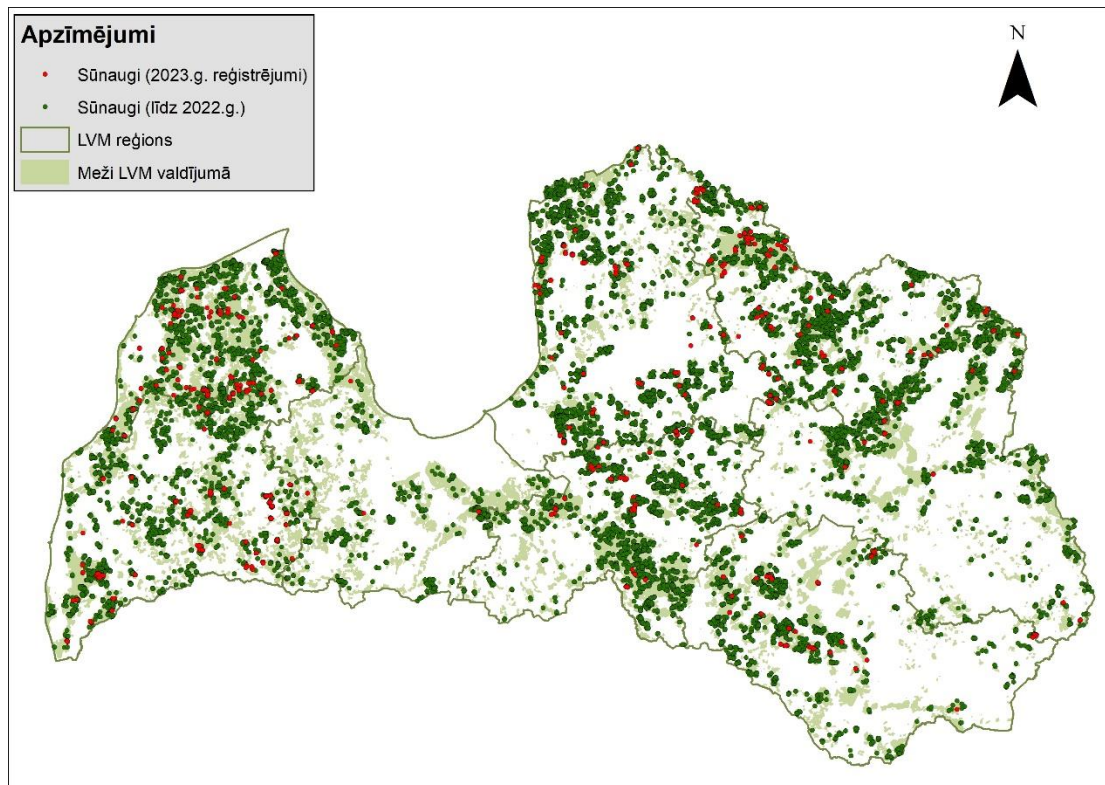 Apzīmējumi
Sūnaugi (2023.g. reģistrējumi)
Sūnaugi (līdz 2022.g.)
LVM reģions
Meži LVM valdījumā
N